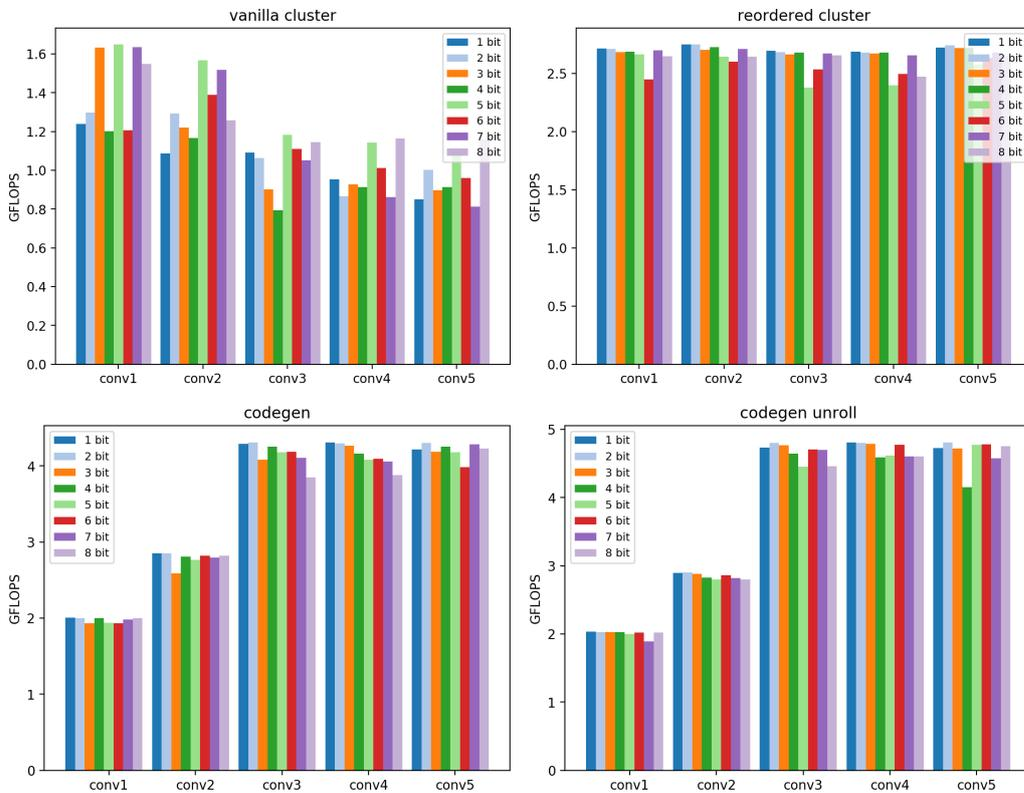 vanilla cluster
1.6
1.4
1.2
1.0
0.8
0.6
0.4
0.2
0.0
GFLOPS
1 bit
2 bit
3 bit
4 bit
5 bit
6 bit
7 bit
8 bit
conv1 conv2 conv3 conv4 conv5
reordered cluster
2.5
2.0
1.5
1.0
0.5
0.0
GFLOPS
1 bit
2 bit
3 bit
4 bit
5 bit
6 bit
7 bit
8 bit
conv1 conv2 conv3 conv4 conv5
codegen
4
3
2
1
0
GFLOPS
1 bit
2 bit
3 bit
4 bit
5 bit
6 bit
7 bit
8 bit
conv1 conv2 conv3 conv4 conv5
codegen unroll
5
4
3
2
1
0
GFLOPS
1 bit
2 bit
3 bit
4 bit
5 bit
6 bit
7 bit
8 bit
conv1 conv2 conv3 conv4 conv5